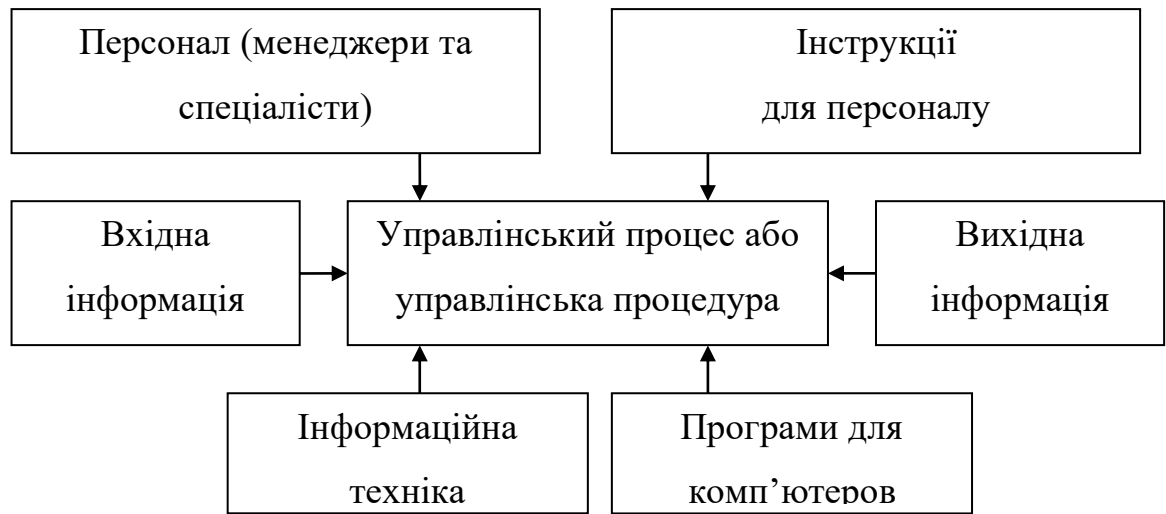 Персонал (менеджери та
спеціалісти)
Інструкції
для персоналу
Вхідна
інформація
Управлінський процес або
управлінська процедура
Вихідна
інформація
Інформаційна
техніка
Програми для
комп’ютеров